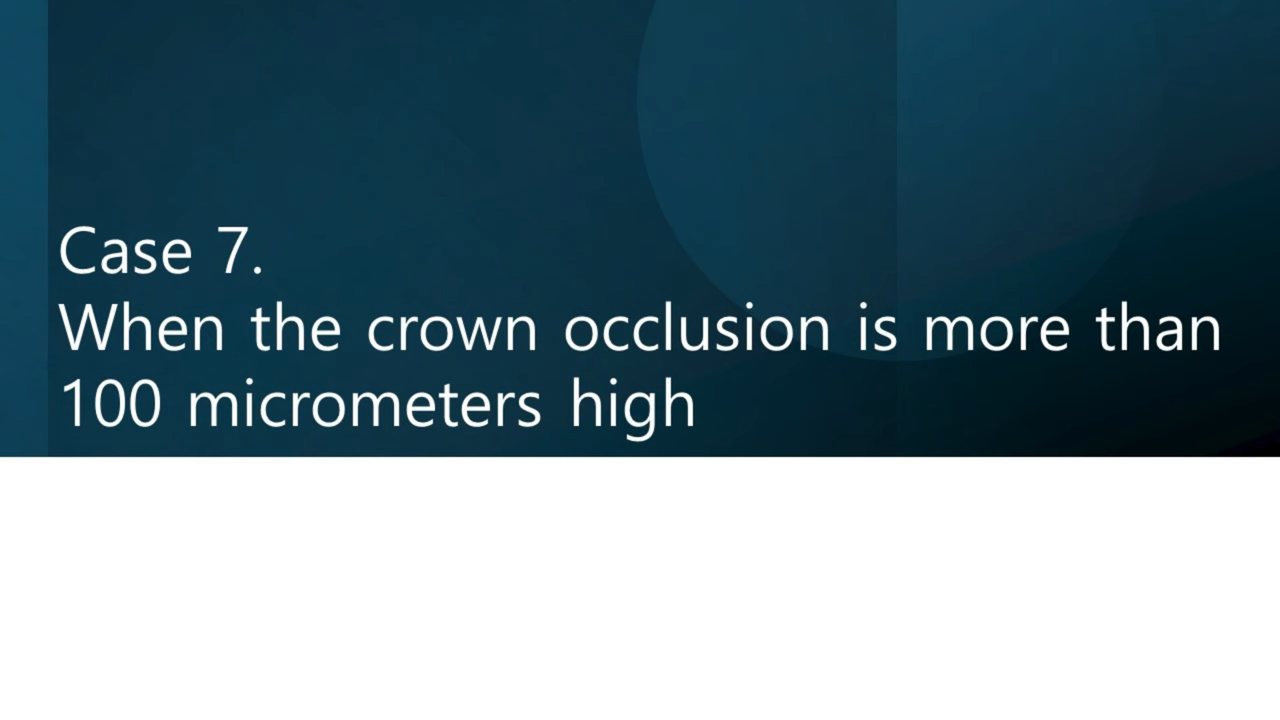 Case 7.
When the crown occlusion is more than
100 micrometers high